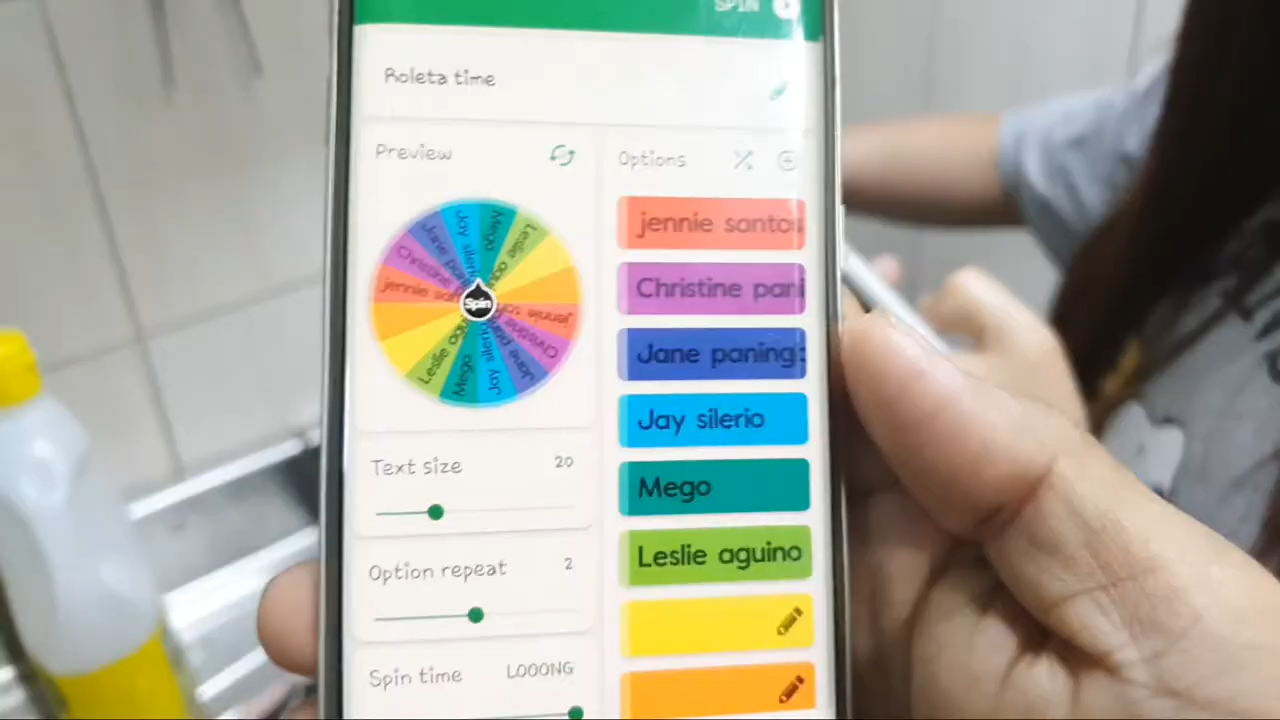 SPIN
Roleta time
Preview
Options
jennie santos
Christine pani
Jane paning
Jay silerio
Mego
Leslie aguino
Spin
Text size 20
Option repeat 2
Spin time LOOONG